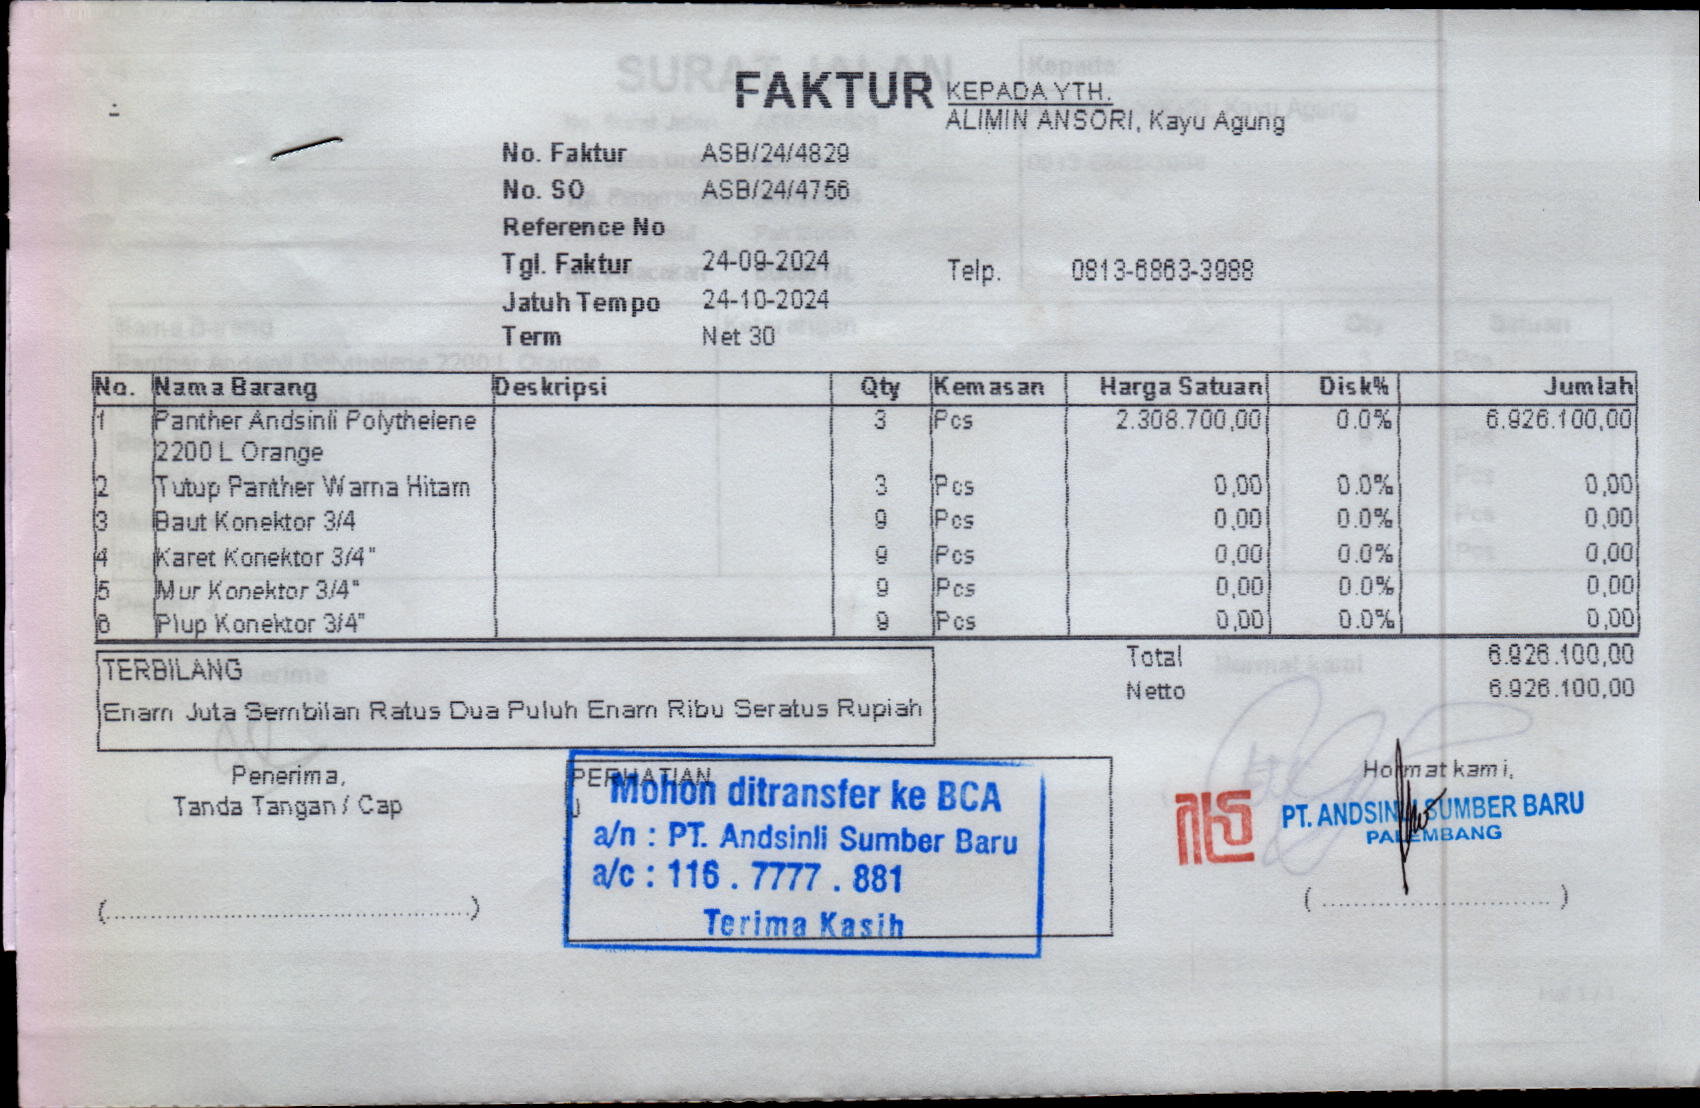 FAKTUR
KEPADA YTH.
ALIMIN ANSORI, Kayu Agung
No. Faktur ASB/24/4829
No. SO ASB/24/4756
Reference No
Tgl. Faktur 24-09-2024
Telp. 0813-6863-3988
Jatuh Tempo 24-10-2024
Term Net 30
No. Nama Barang Deskripsi Qty Kemasan Harga Satuan Disk% Jumlah
1 Panther Andsinli Polythelene 3 Pcs 2.308.700,00 0.0% 6.926.100,00
2200 L Orange
2 Tutup Panther Warna Hitam 3 Pcs 0,00 0.0% 0,00
3 Baut Konektor 3/4 9 Pcs 0,00 0.0% 0,00
4 Karet Konektor 3/4" 9 Pcs 0,00 0.0% 0,00
5 Mur Konektor 3/4" 9 Pcs 0,00 0.0% 0,00
6 Plup Konektor 3/4" 9 Pcs 0,00 0.0% 0,00
Total 6.926.100,00
Netto 6.926.100,00
TERBILANG
Enam Juta Sembilan Ratus Dua Puluh Enam Ribu Seratus Rupiah
Penerima,
Tanda Tangan / Cap
PERHATIAN
Mohon ditransfer ke BCA
a/n : PT. Andsinli Sumber Baru
a/c : 116 . 7777 . 881
Terima Kasih
Hormat kami,
PT. ANDSINLI SUMBER BARU
PALEMBANG